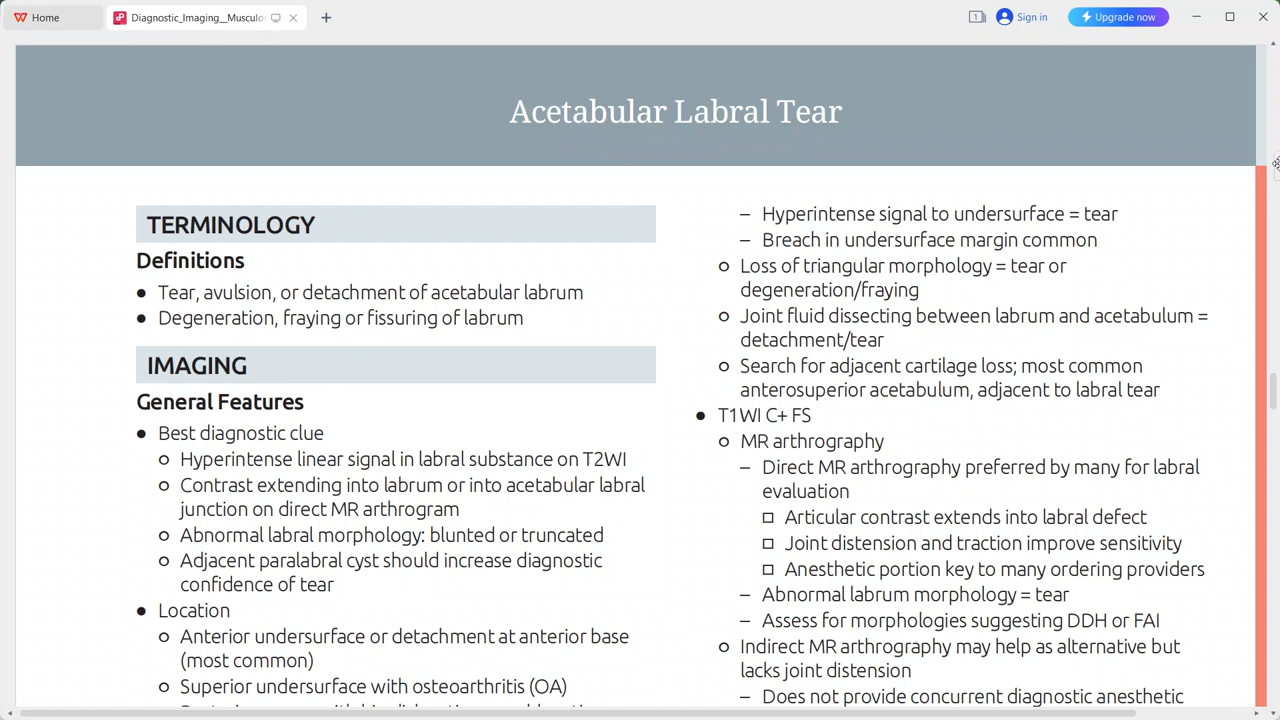 Home
Diagnostic_Imaging__Musculo
Sign in
Upgrade now
Acetabular Labral Tear
TERMINOLOGY
Definitions
● Tear, avulsion, or detachment of acetabular labrum
● Degeneration, fraying or fissuring of labrum
IMAGING
General Features
● Best diagnostic clue
○ Hyperintense linear signal in labral substance on T2WI
○ Contrast extending into labrum or into acetabular labral
junction on direct MR arthrogram
○ Abnormal labral morphology: blunted or truncated
○ Adjacent paralabral cyst should increase diagnostic
confidence of tear
● Location
○ Anterior undersurface or detachment at anterior base
(most common)
○ Superior undersurface with osteoarthritis (OA)
– Hyperintense signal to undersurface = tear
– Breach in undersurface margin common
○ Loss of triangular morphology = tear or
degeneration/fraying
○ Joint fluid dissecting between labrum and acetabulum =
detachment/tear
○ Search for adjacent cartilage loss; most common
anterosuperior acetabulum, adjacent to labral tear
● T1WI C+ FS
○ MR arthrography
– Direct MR arthrography preferred by many for labral
evaluation
□ Articular contrast extends into labral defect
□ Joint distension and traction improve sensitivity
□ Anesthetic portion key to many ordering providers
– Abnormal labrum morphology = tear
– Assess for morphologies suggesting DDH or FAI
○ Indirect MR arthrography may help as alternative but
lacks joint distension
– Does not provide concurrent diagnostic anesthetic